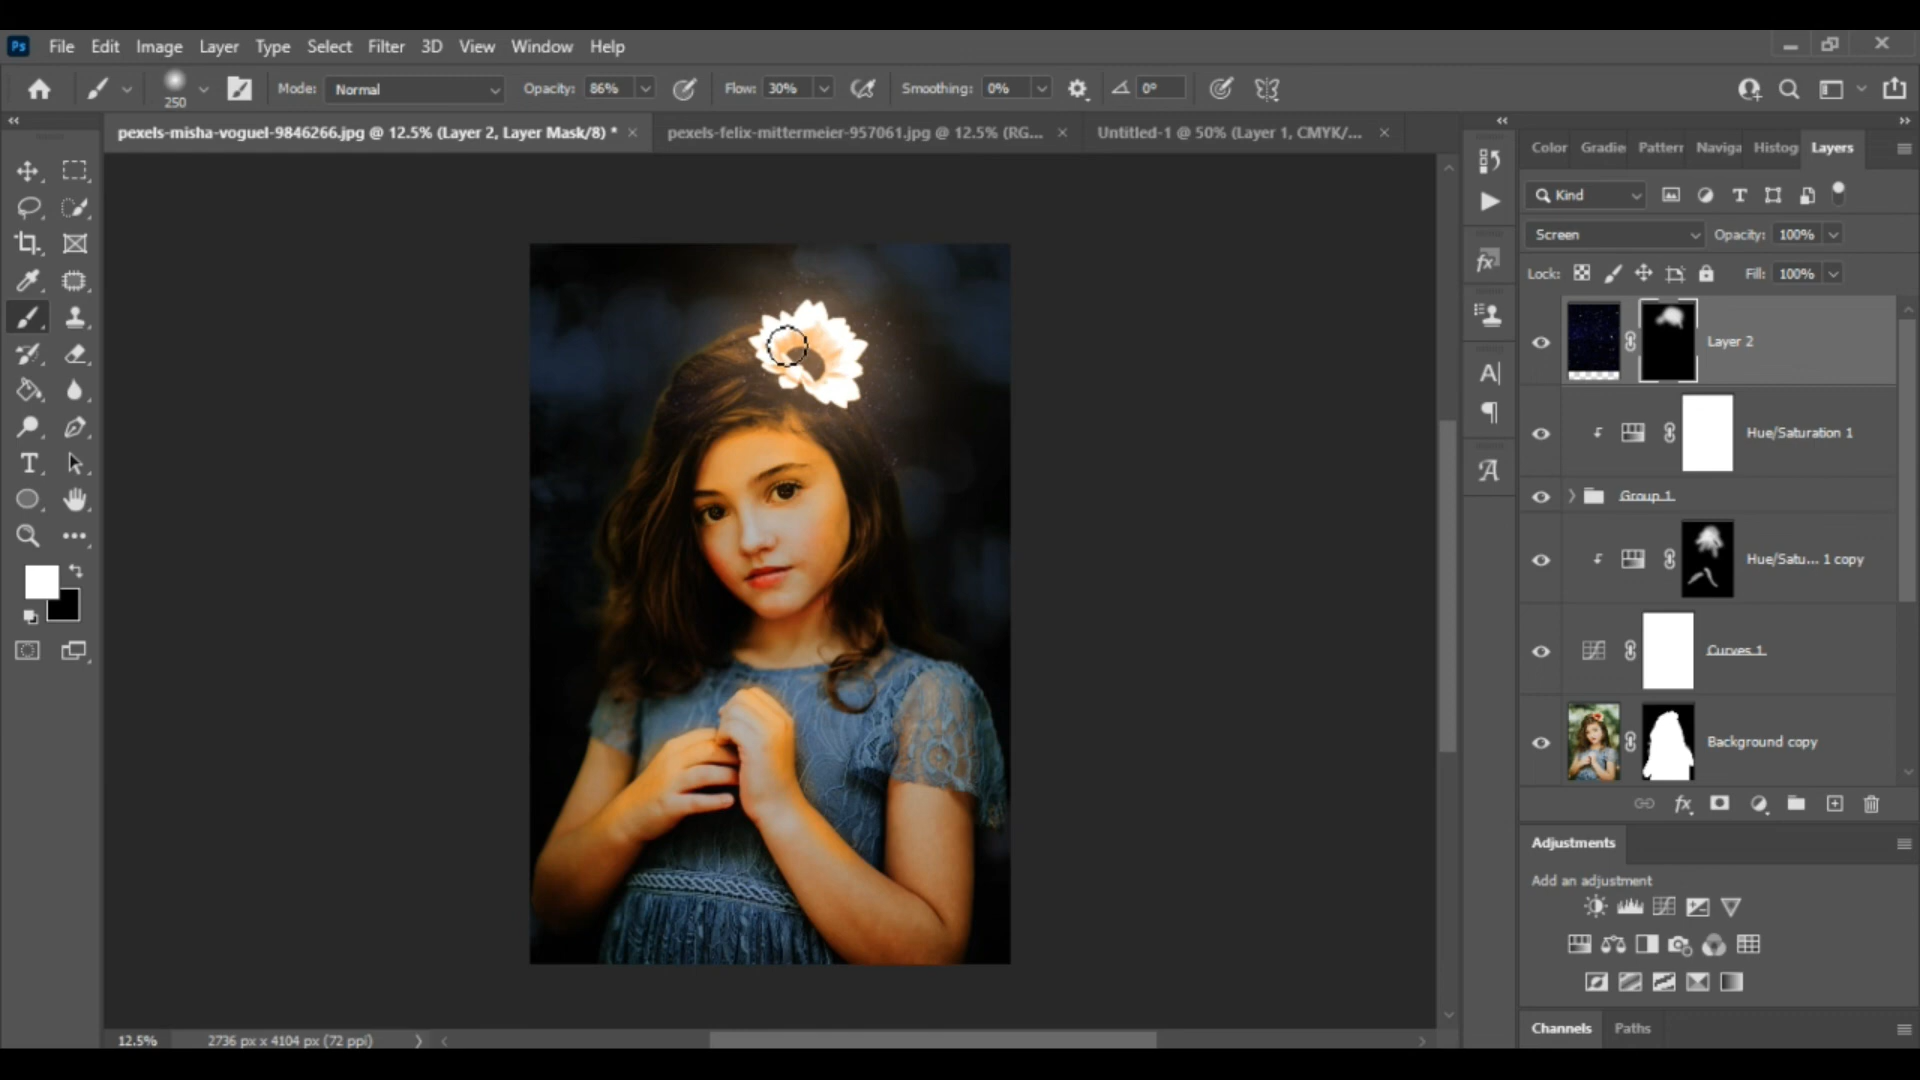 Ps File Edit Image Layer Type Select Filter 3D View Window Help
250 Mode: Normal Opacity: 86% Flow: 30% Smoothing: 0% 0°
pexels-misha-voguel-9846266.jpg @ 12.5% (Layer 2, Layer Mask/8) * pexels-felix-mittermeier-957061.jpg @ 12.5% (RG... Untitled-1 @ 50% (Layer 1, CMYK/...
Color Gradie Pattern Naviga Histog Layers
Kind
Screen Opacity: 100%
Lock: Fill: 100%
Layer 2
Hue/Saturation 1
Group 1
Hue/Satu... 1 copy
Curves 1
Background copy
Adjustments
Add an adjustment
Channels Paths
12.5% 2736 px x 4104 px (72 ppi)